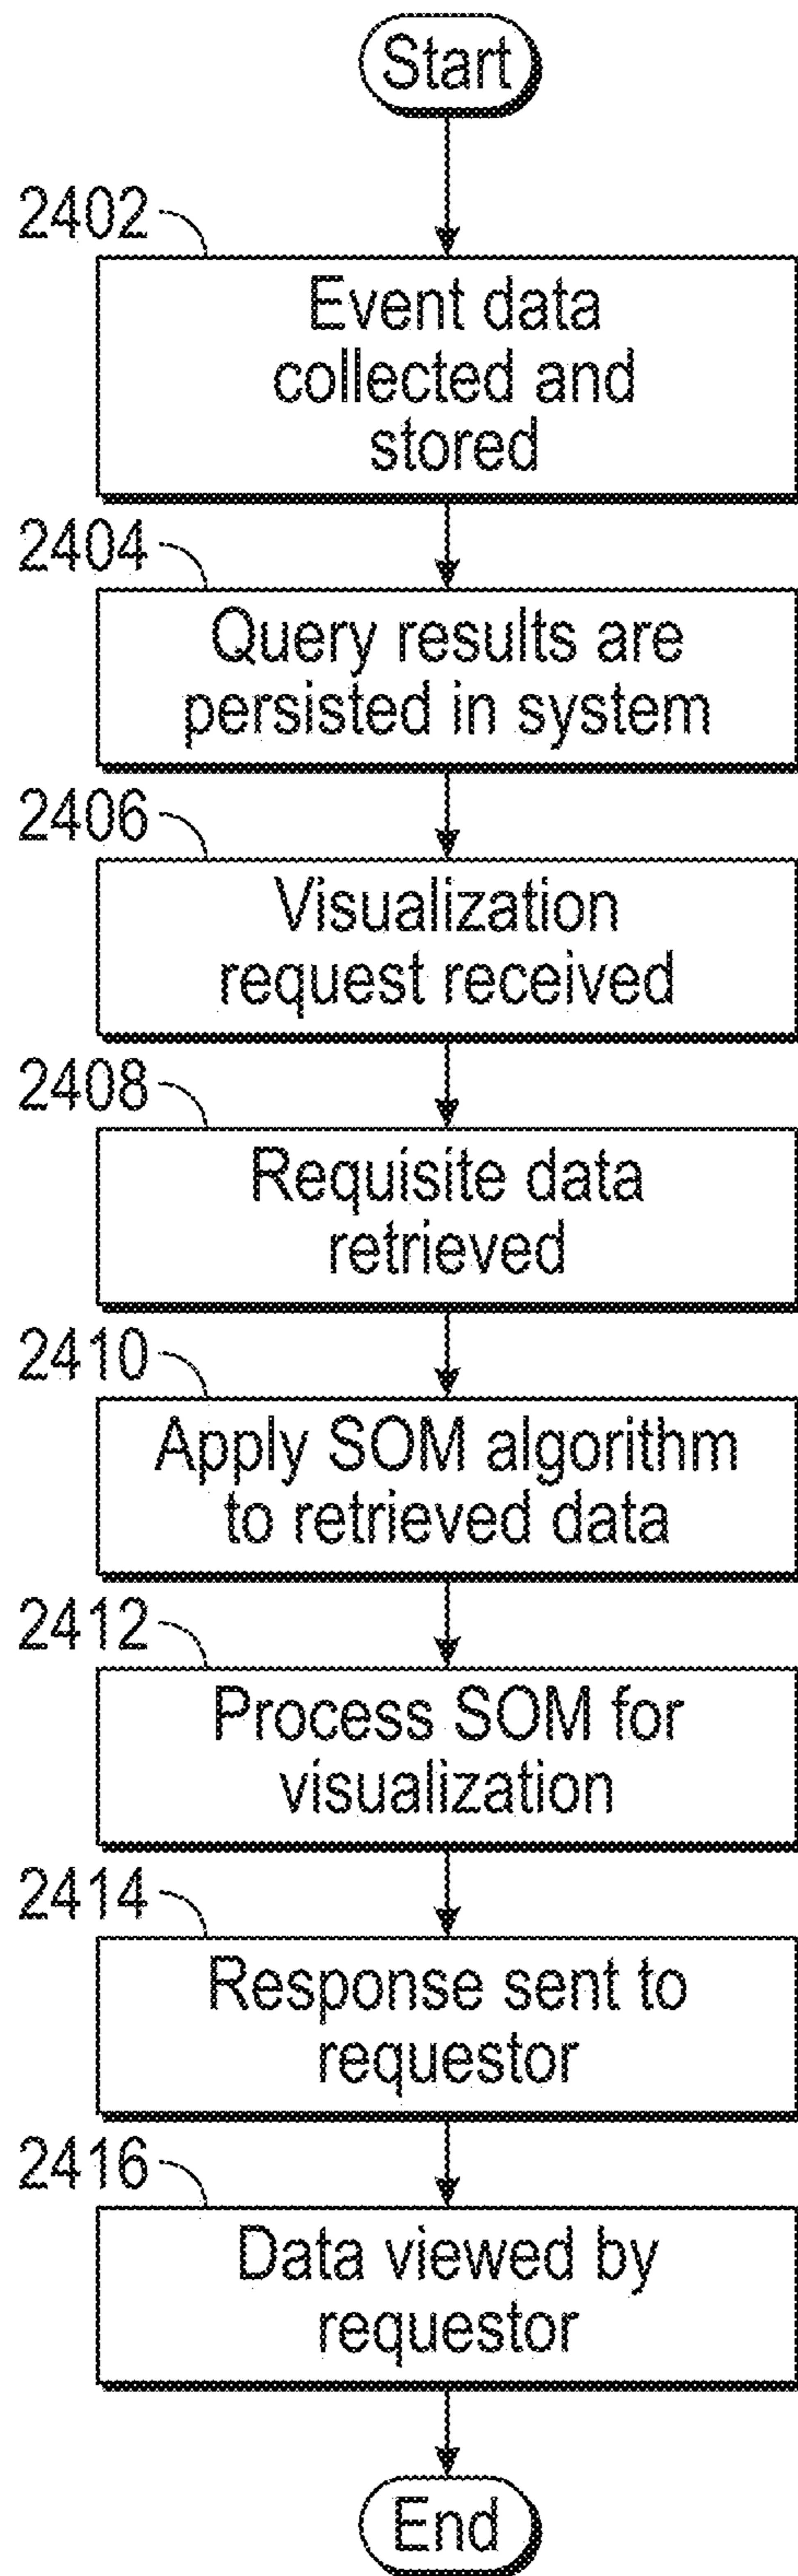 Start
2402
Event data
collected and
stored
2404
Query results are
persisted in system
2406
Visualization
request received
2408
Requisite data
retrieved
2410
Apply SOM algorithm
to retrieved data
2412
Process SOM for
visualization
2414
Response sent to
requestor
2416
Data viewed by
requestor
End